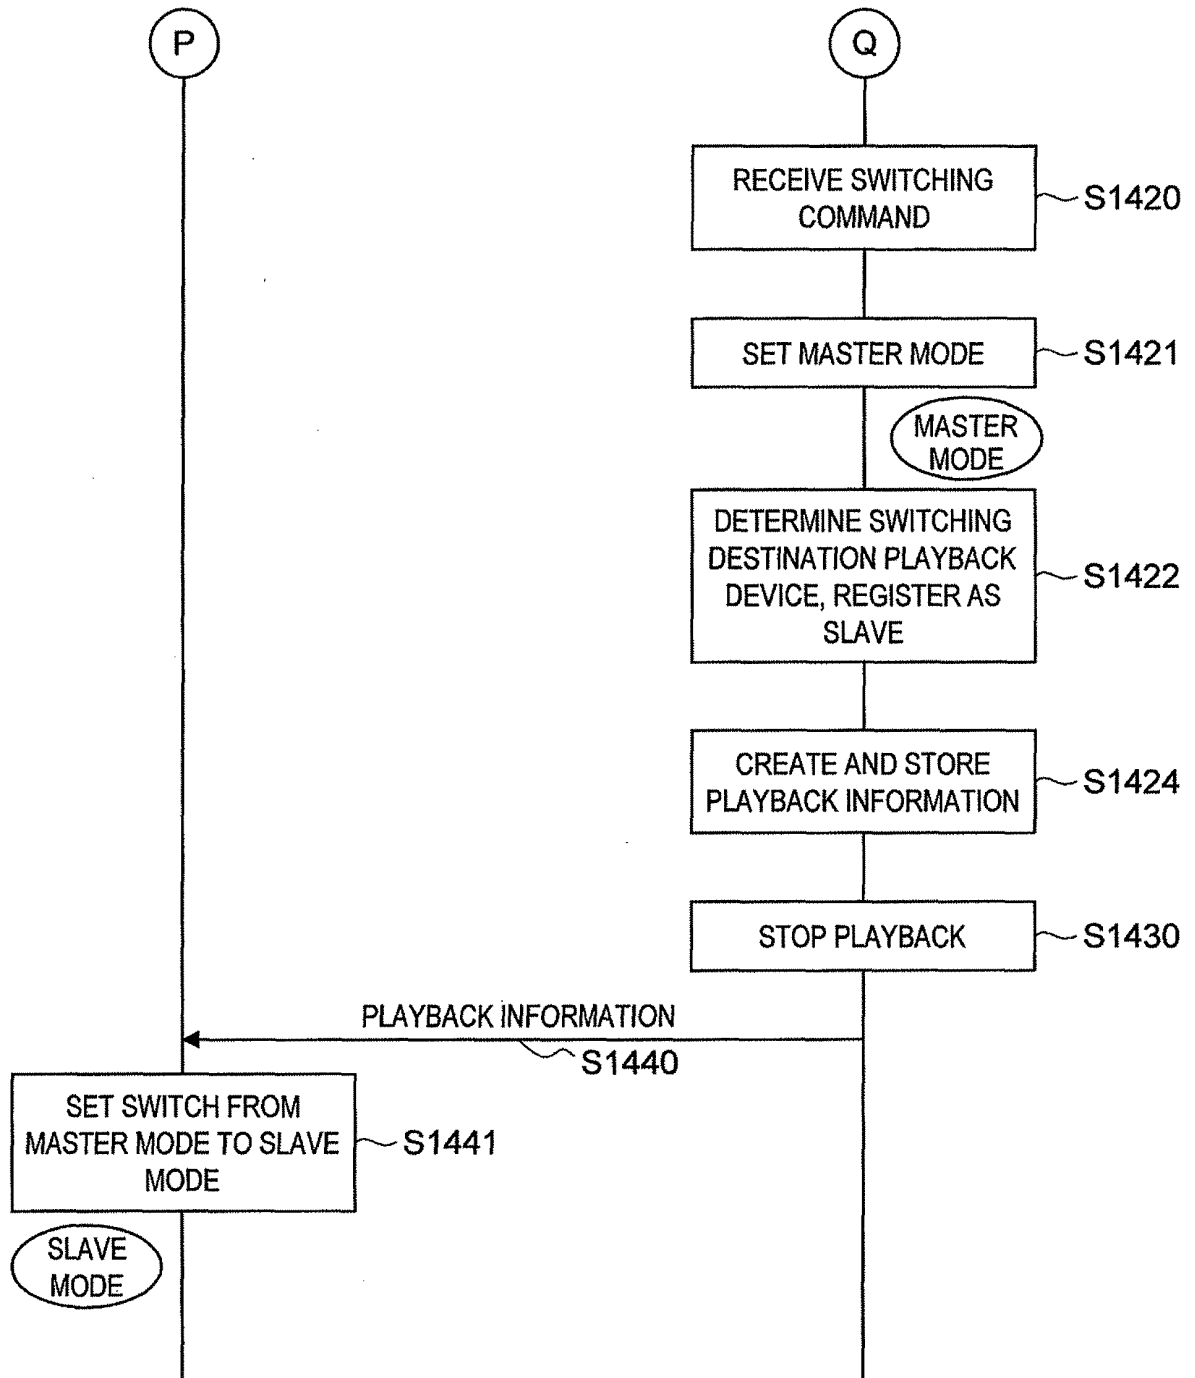 P
Q
RECEIVE SWITCHING
COMMAND
S1420
SET MASTER MODE
S1421
MASTER
MODE
DETERMINE SWITCHING
DESTINATION PLAYBACK
DEVICE, REGISTER AS
SLAVE
S1422
CREATE AND STORE
PLAYBACK INFORMATION
S1424
STOP PLAYBACK
S1430
PLAYBACK INFORMATION
S1440
SET SWITCH FROM
MASTER MODE TO SLAVE
MODE
S1441
SLAVE
MODE